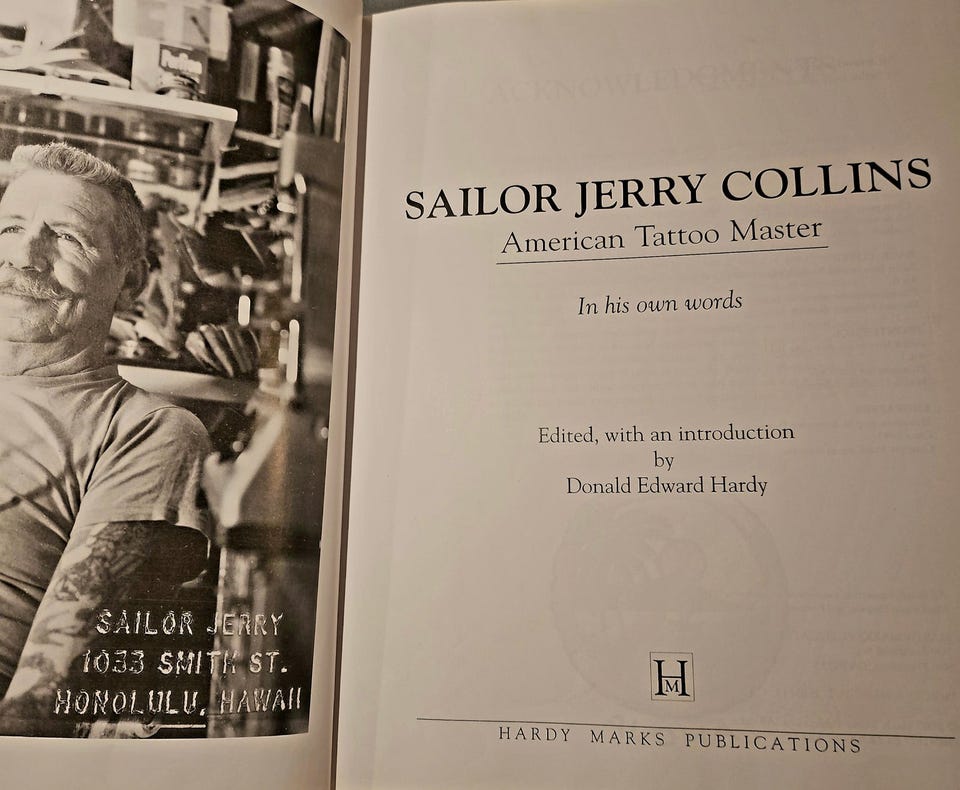 SAILOR JERRY
1033 SMITH ST.
HONOLULU, HAWAII
ACKNOWLEDGMENTS
SAILOR JERRY COLLINS
American Tattoo Master
In his own words
Edited, with an introduction
by
Donald Edward Hardy
HM
HARDY MARKS PUBLICATIONS